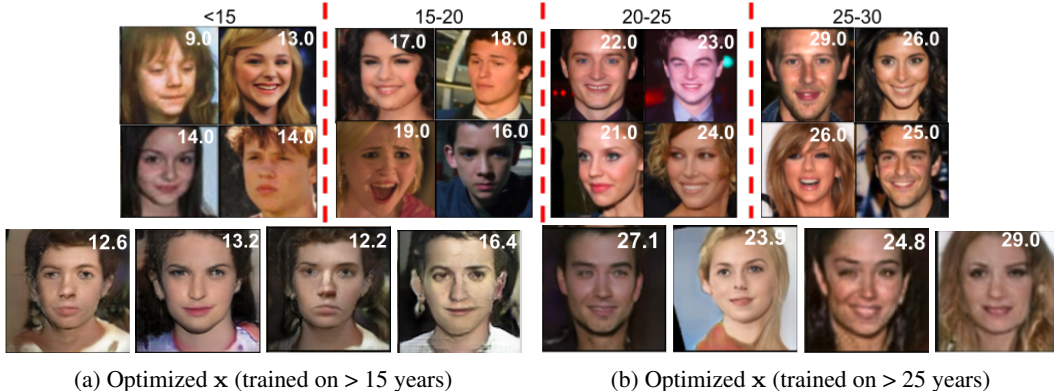 <15 15-20 20-25 25-30
9.0 13.0 17.0 18.0 22.0 23.0 29.0 26.0
14.0 14.0 19.0 16.0 21.0 24.0 26.0 25.0
12.6 13.2 12.2 16.4 27.1 23.9 24.8 29.0
(a) Optimized x (trained on > 15 years) (b) Optimized x (trained on > 25 years)